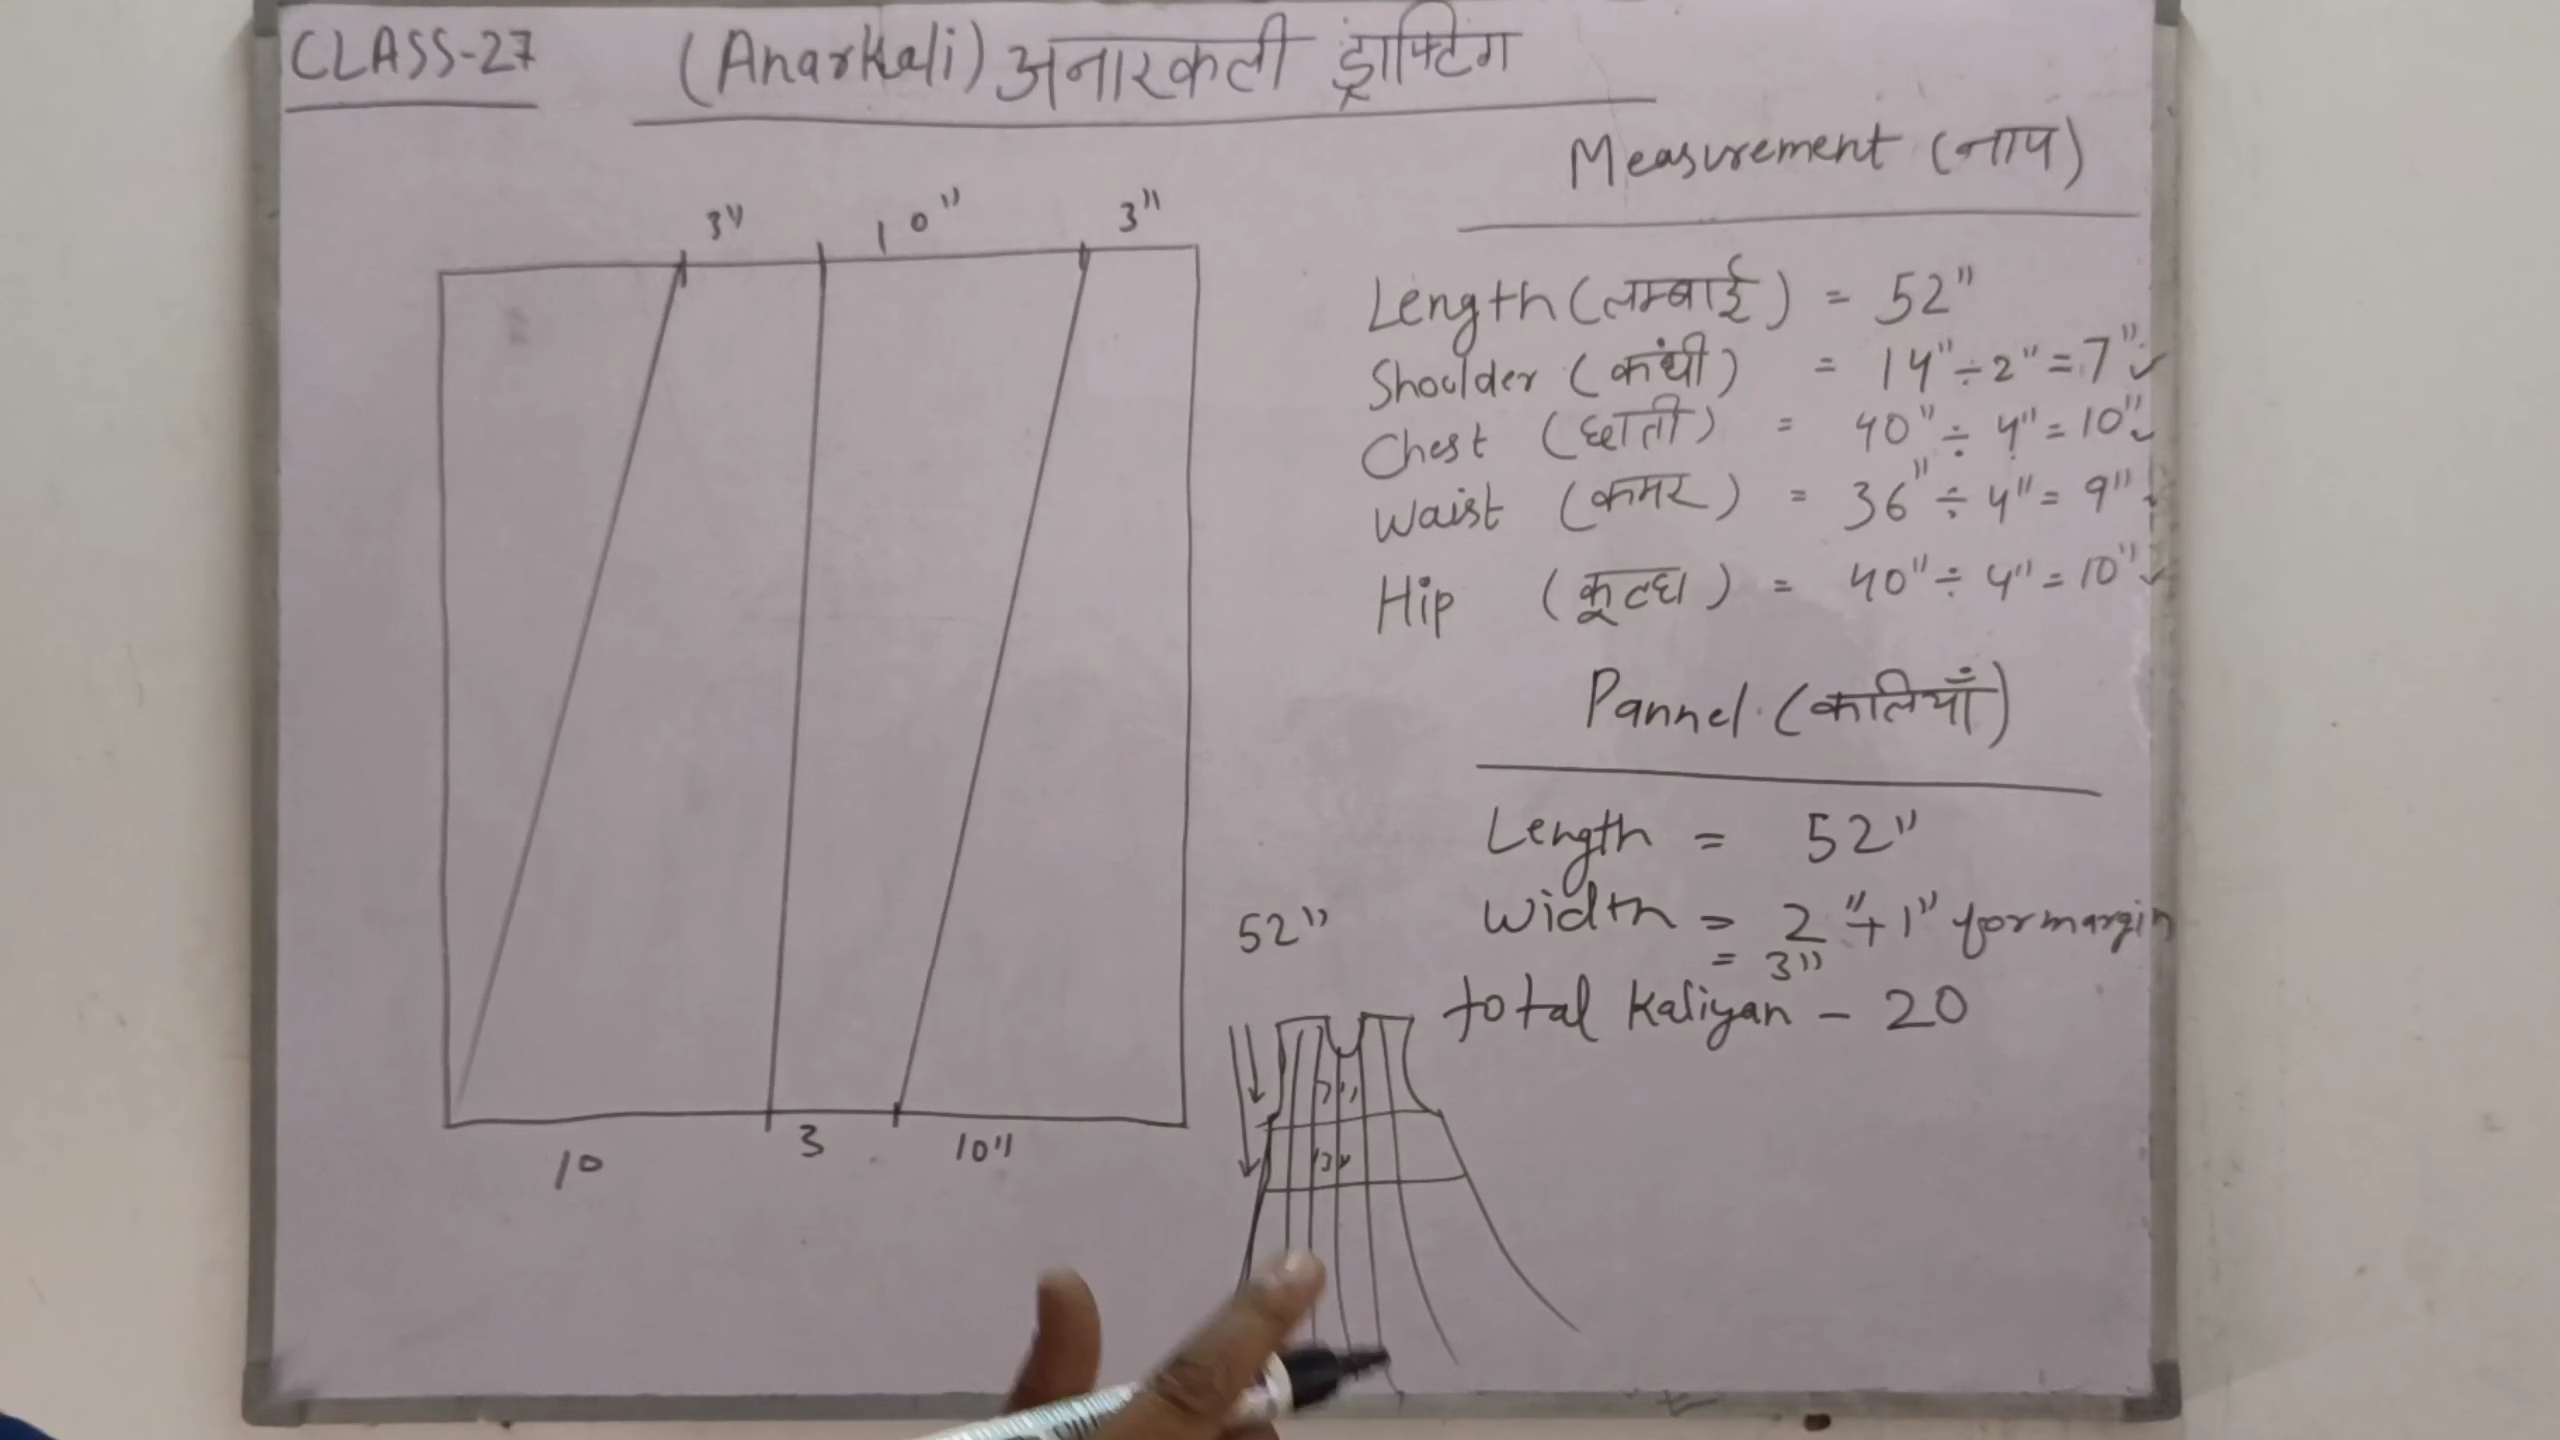 CLASS-27 (Anarkali) अनारकली ड्राफ्टिंग
Measurement (नाप)
3" 10" 3"
Length (लम्बाई) = 52"
Shoulder (कंधी) = 14" ÷ 2" = 7" ✓
Chest (छाती) = 40" ÷ 4" = 10" ✓
Waist (कमर) = 36" ÷ 4" = 9"
Hip (कूल्हा) = 40" ÷ 4" = 10" ✓
Pannel (कलियाँ)
Length = 52"
width = 2" + 1" for margin
= 3"
52"
total Kaliyan - 20
10 3 10"